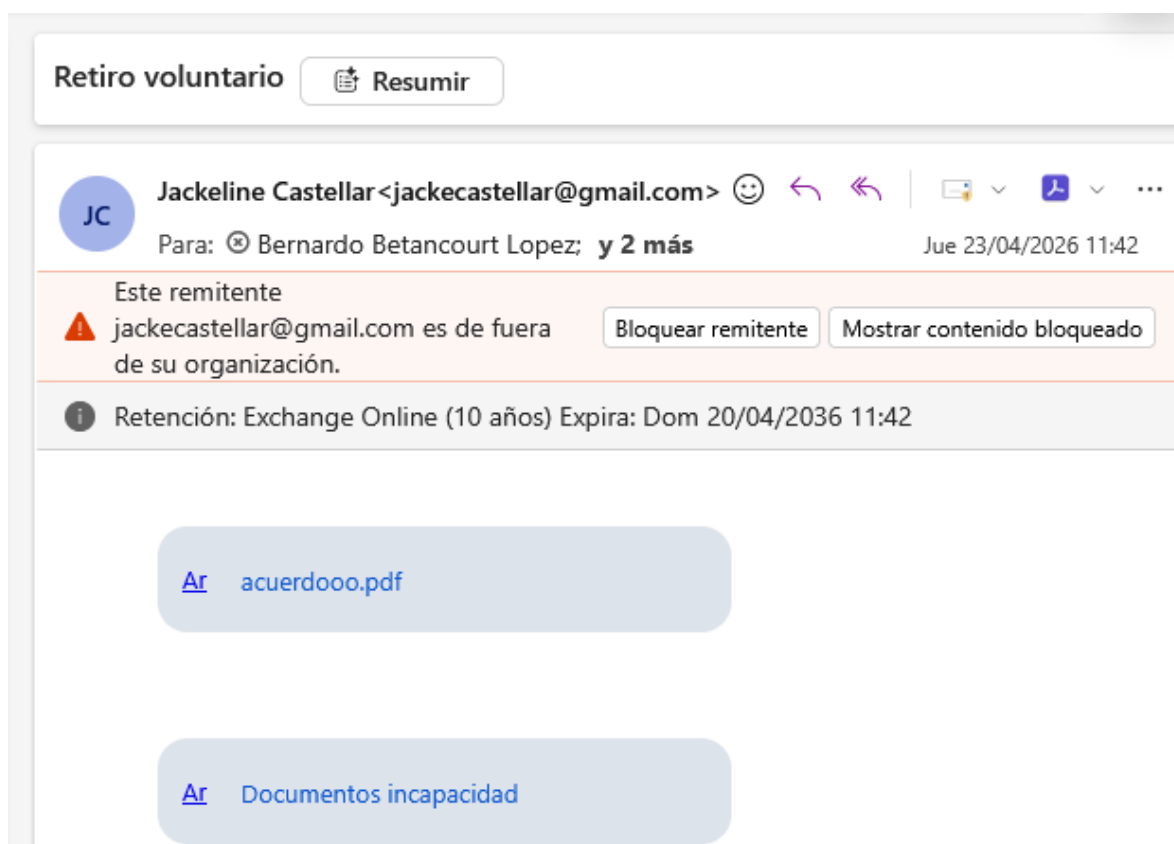 Retiro voluntario Resumir
JC
Jackeline Castellar<jackecastellar@gmail.com>
Para: Bernardo Betancourt Lopez; y 2 más Jue 23/04/2026 11:42
Este remitente
jackecastellar@gmail.com es de fuera
de su organización.
Bloquear remitente Mostrar contenido bloqueado
Retención: Exchange Online (10 años) Expira: Dom 20/04/2036 11:42
Ar acuerdooo.pdf
Ar Documentos incapacidad